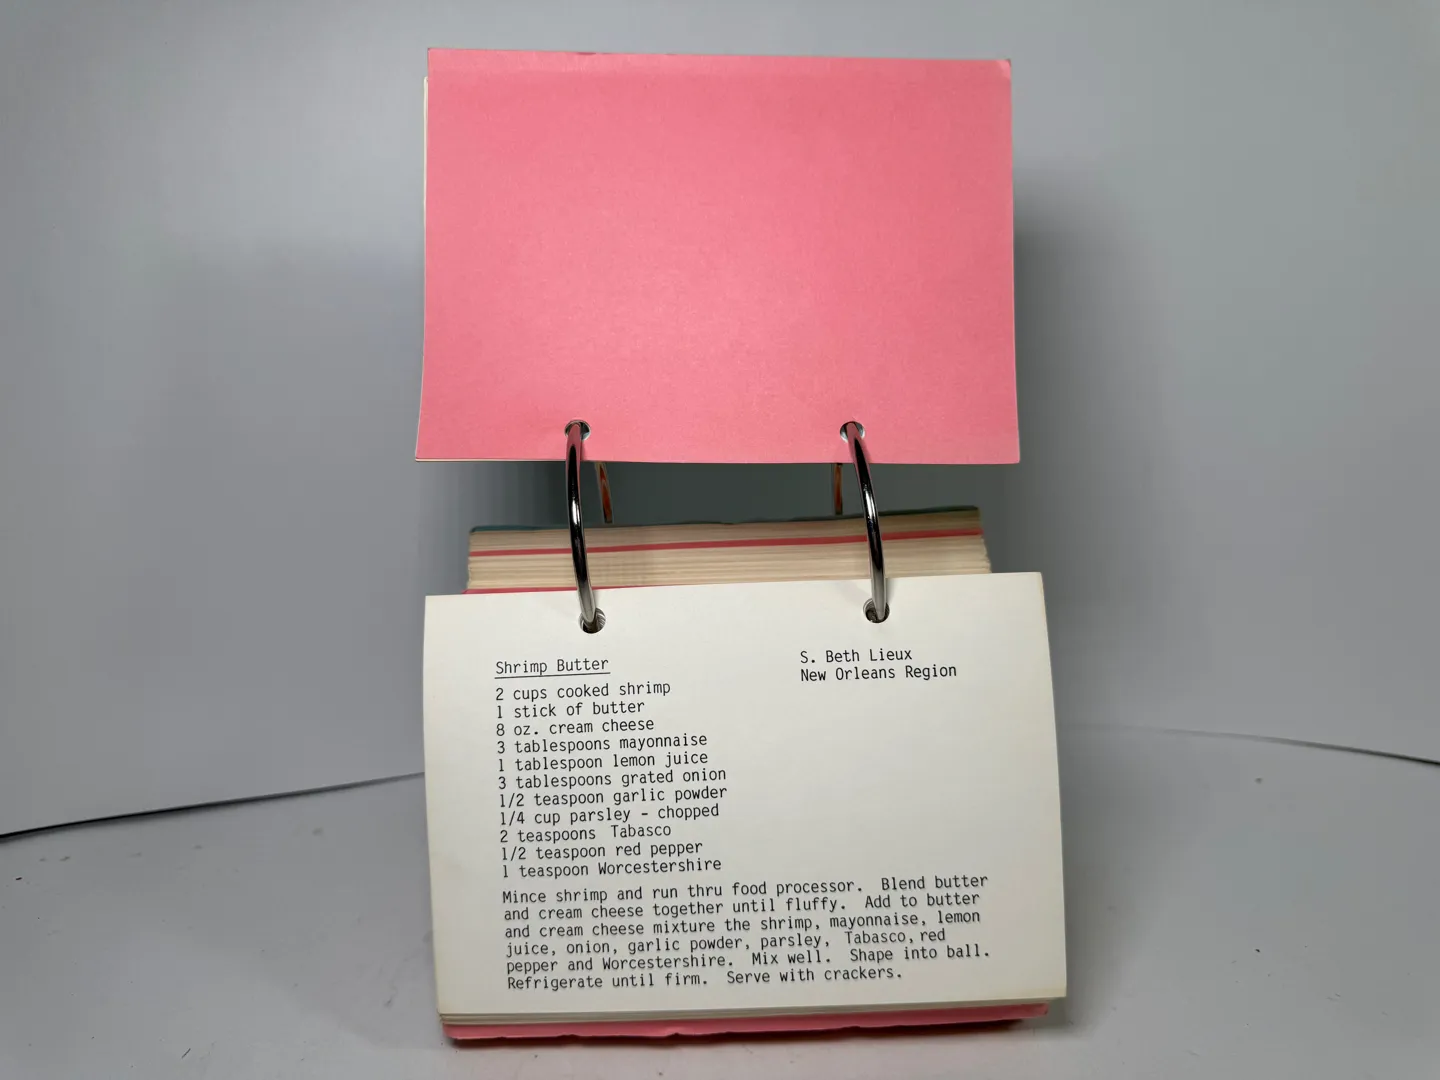 Shrimp Butter
S. Beth Lieux
New Orleans Region
2 cups cooked shrimp
1 stick of butter
8 oz. cream cheese
3 tablespoons mayonnaise
1 tablespoon lemon juice
3 tablespoons grated onion
1/2 teaspoon garlic powder
1/4 cup parsley - chopped
2 teaspoons Tabasco
1/2 teaspoon red pepper
1 teaspoon Worcestershire
Mince shrimp and run thru food processor. Blend butter
and cream cheese together until fluffy. Add to butter
and cream cheese mixture the shrimp, mayonnaise, lemon
juice, onion, garlic powder, parsley, Tabasco, red
pepper and Worcestershire. Mix well. Shape into ball.
Refrigerate until firm. Serve with crackers.